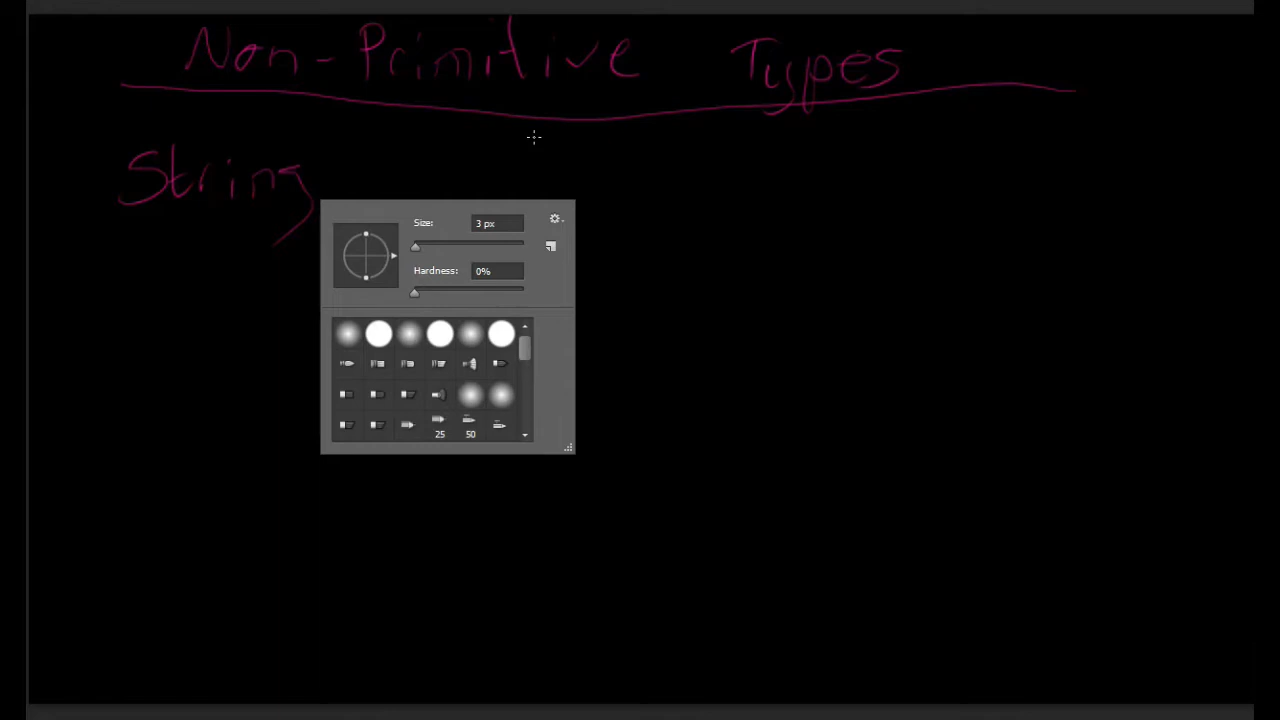 Non-Primitive Types
String
Size: 3 px
Hardness: 0%
25 50